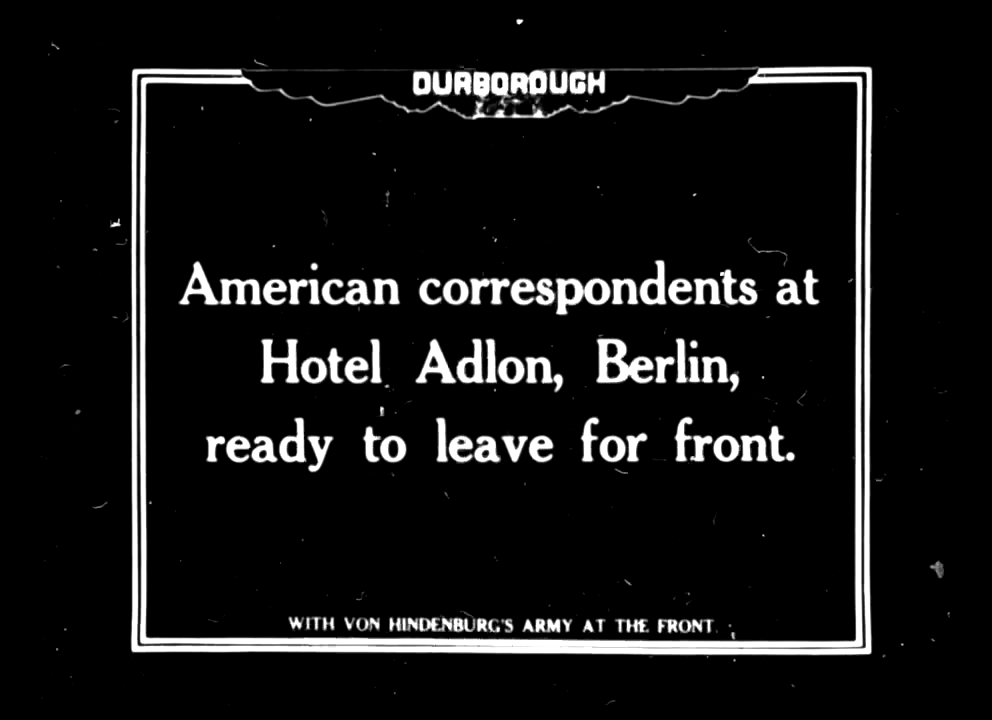 DURBOROUGH
American correspondents at
Hotel Adlon, Berlin,
ready to leave for front.
WITH VON HINDENBURG'S ARMY AT THE FRONT